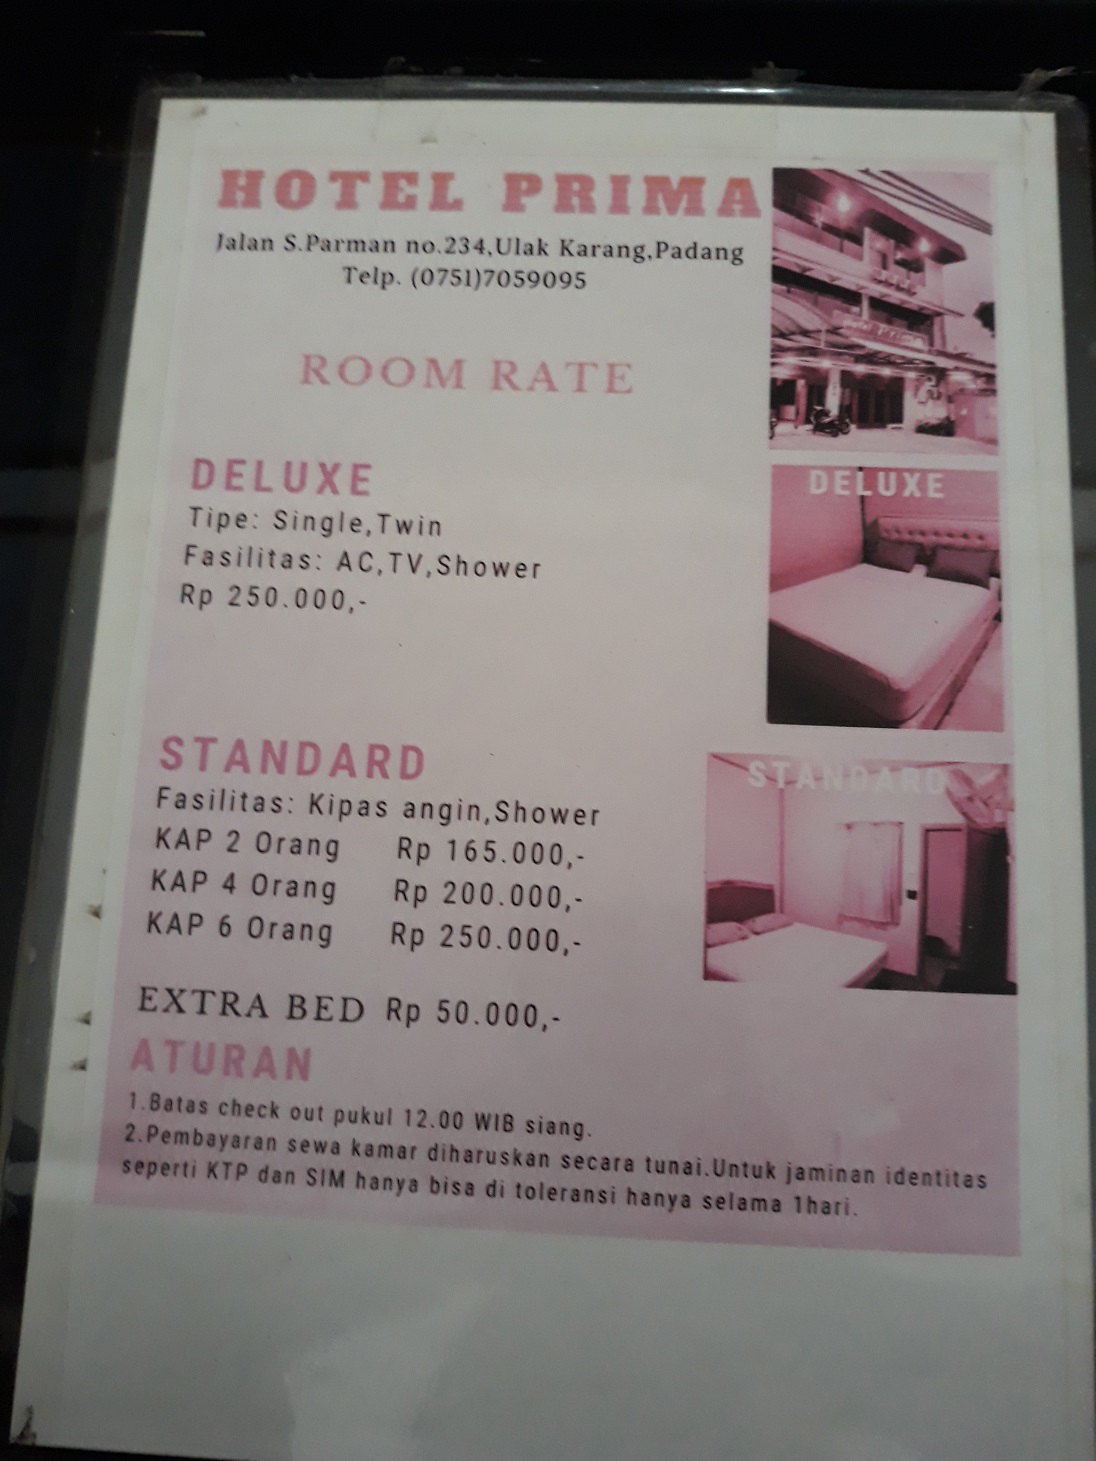 HOTEL PRIMA
Jalan S.Parman no.234,Ulak Karang,Padang
Telp. (0751)7059095
ROOM RATE
DELUXE
Tipe: Single,Twin
Fasilitas: AC,TV,Shower
Rp 250.000,-
DELUXE
STANDARD
Fasilitas: Kipas angin,Shower
KAP 2 Orang Rp 165.000,-
KAP 4 Orang Rp 200.000,-
KAP 6 Orang Rp 250.000,-
STANDARD
EXTRA BED Rp 50.000,-
ATURAN
1.Batas check out pukul 12.00 WIB siang.
2.Pembayaran sewa kamar diharuskan secara tunai.Untuk jaminan identitas
seperti KTP dan SIM hanya bisa di toleransi hanya selama 1hari.